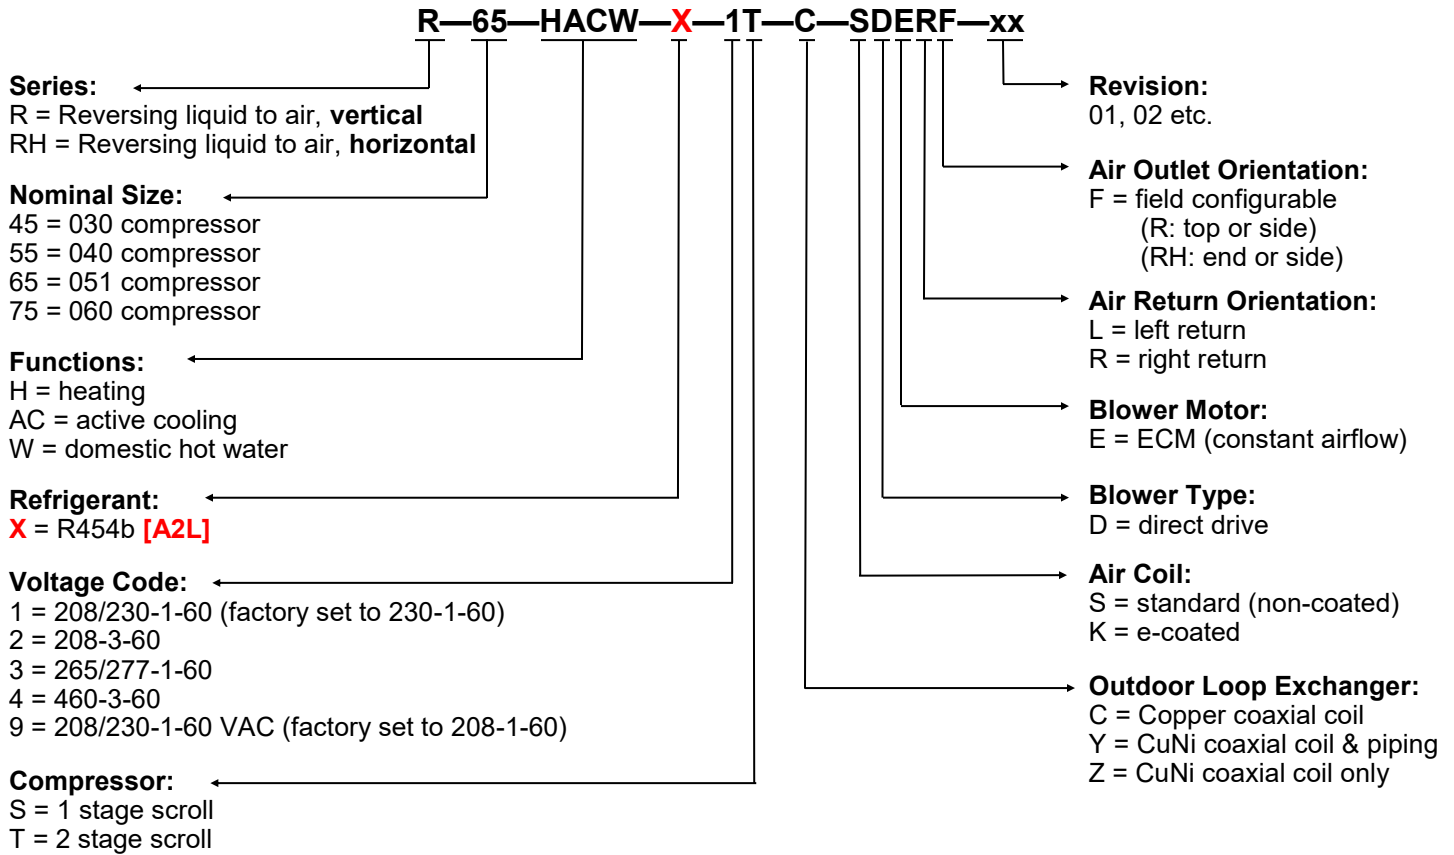 R—65—HACW—X—1T—C—SDERF—xx
Series:
R = Reversing liquid to air, vertical
RH = Reversing liquid to air, horizontal
Nominal Size:
45 = 030 compressor
55 = 040 compressor
65 = 051 compressor
75 = 060 compressor
Functions:
H = heating
AC = active cooling
W = domestic hot water
Refrigerant:
X = R454b [A2L]
Voltage Code:
1 = 208/230-1-60 (factory set to 230-1-60)
2 = 208-3-60
3 = 265/277-1-60
4 = 460-3-60
9 = 208/230-1-60 VAC (factory set to 208-1-60)
Compressor:
S = 1 stage scroll
T = 2 stage scroll
Revision:
01, 02 etc.
Air Outlet Orientation:
F = field configurable
(R: top or side)
(RH: end or side)
Air Return Orientation:
L = left return
R = right return
Blower Motor:
E = ECM (constant airflow)
Blower Type:
D = direct drive
Air Coil:
S = standard (non-coated)
K = e-coated
Outdoor Loop Exchanger:
C = Copper coaxial coil
Y = CuNi coaxial coil & piping
Z = CuNi coaxial coil only